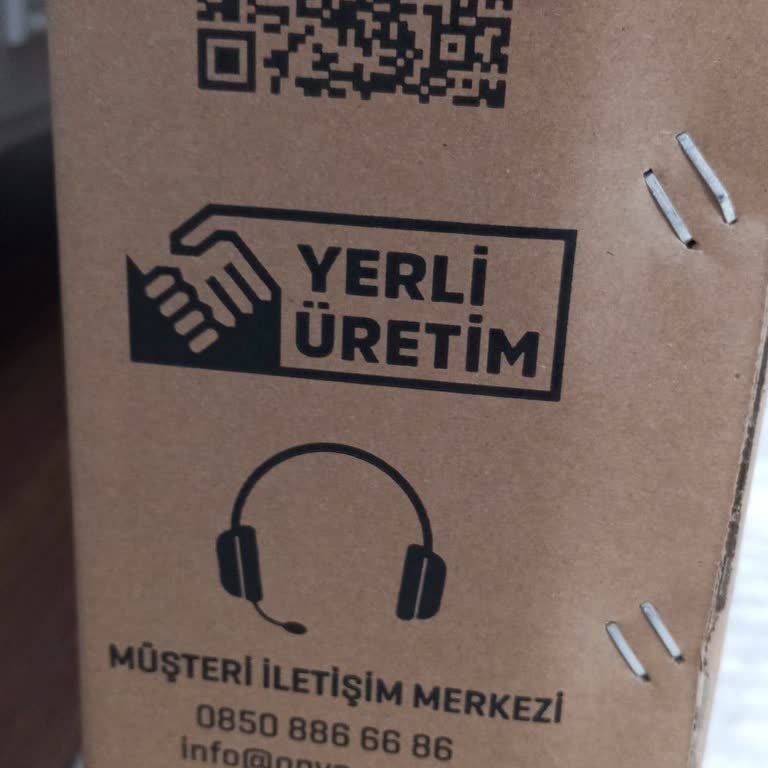 YERLİ
ÜRETİM
MÜŞTERİ İLETİŞİM MERKEZİ
0850 886 66 86